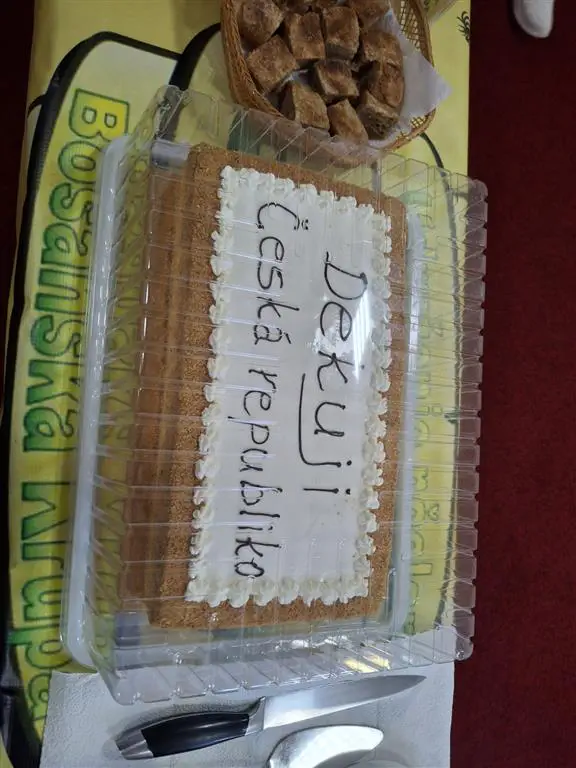 Dekuji
Česká republiko
Bosanska Krupa